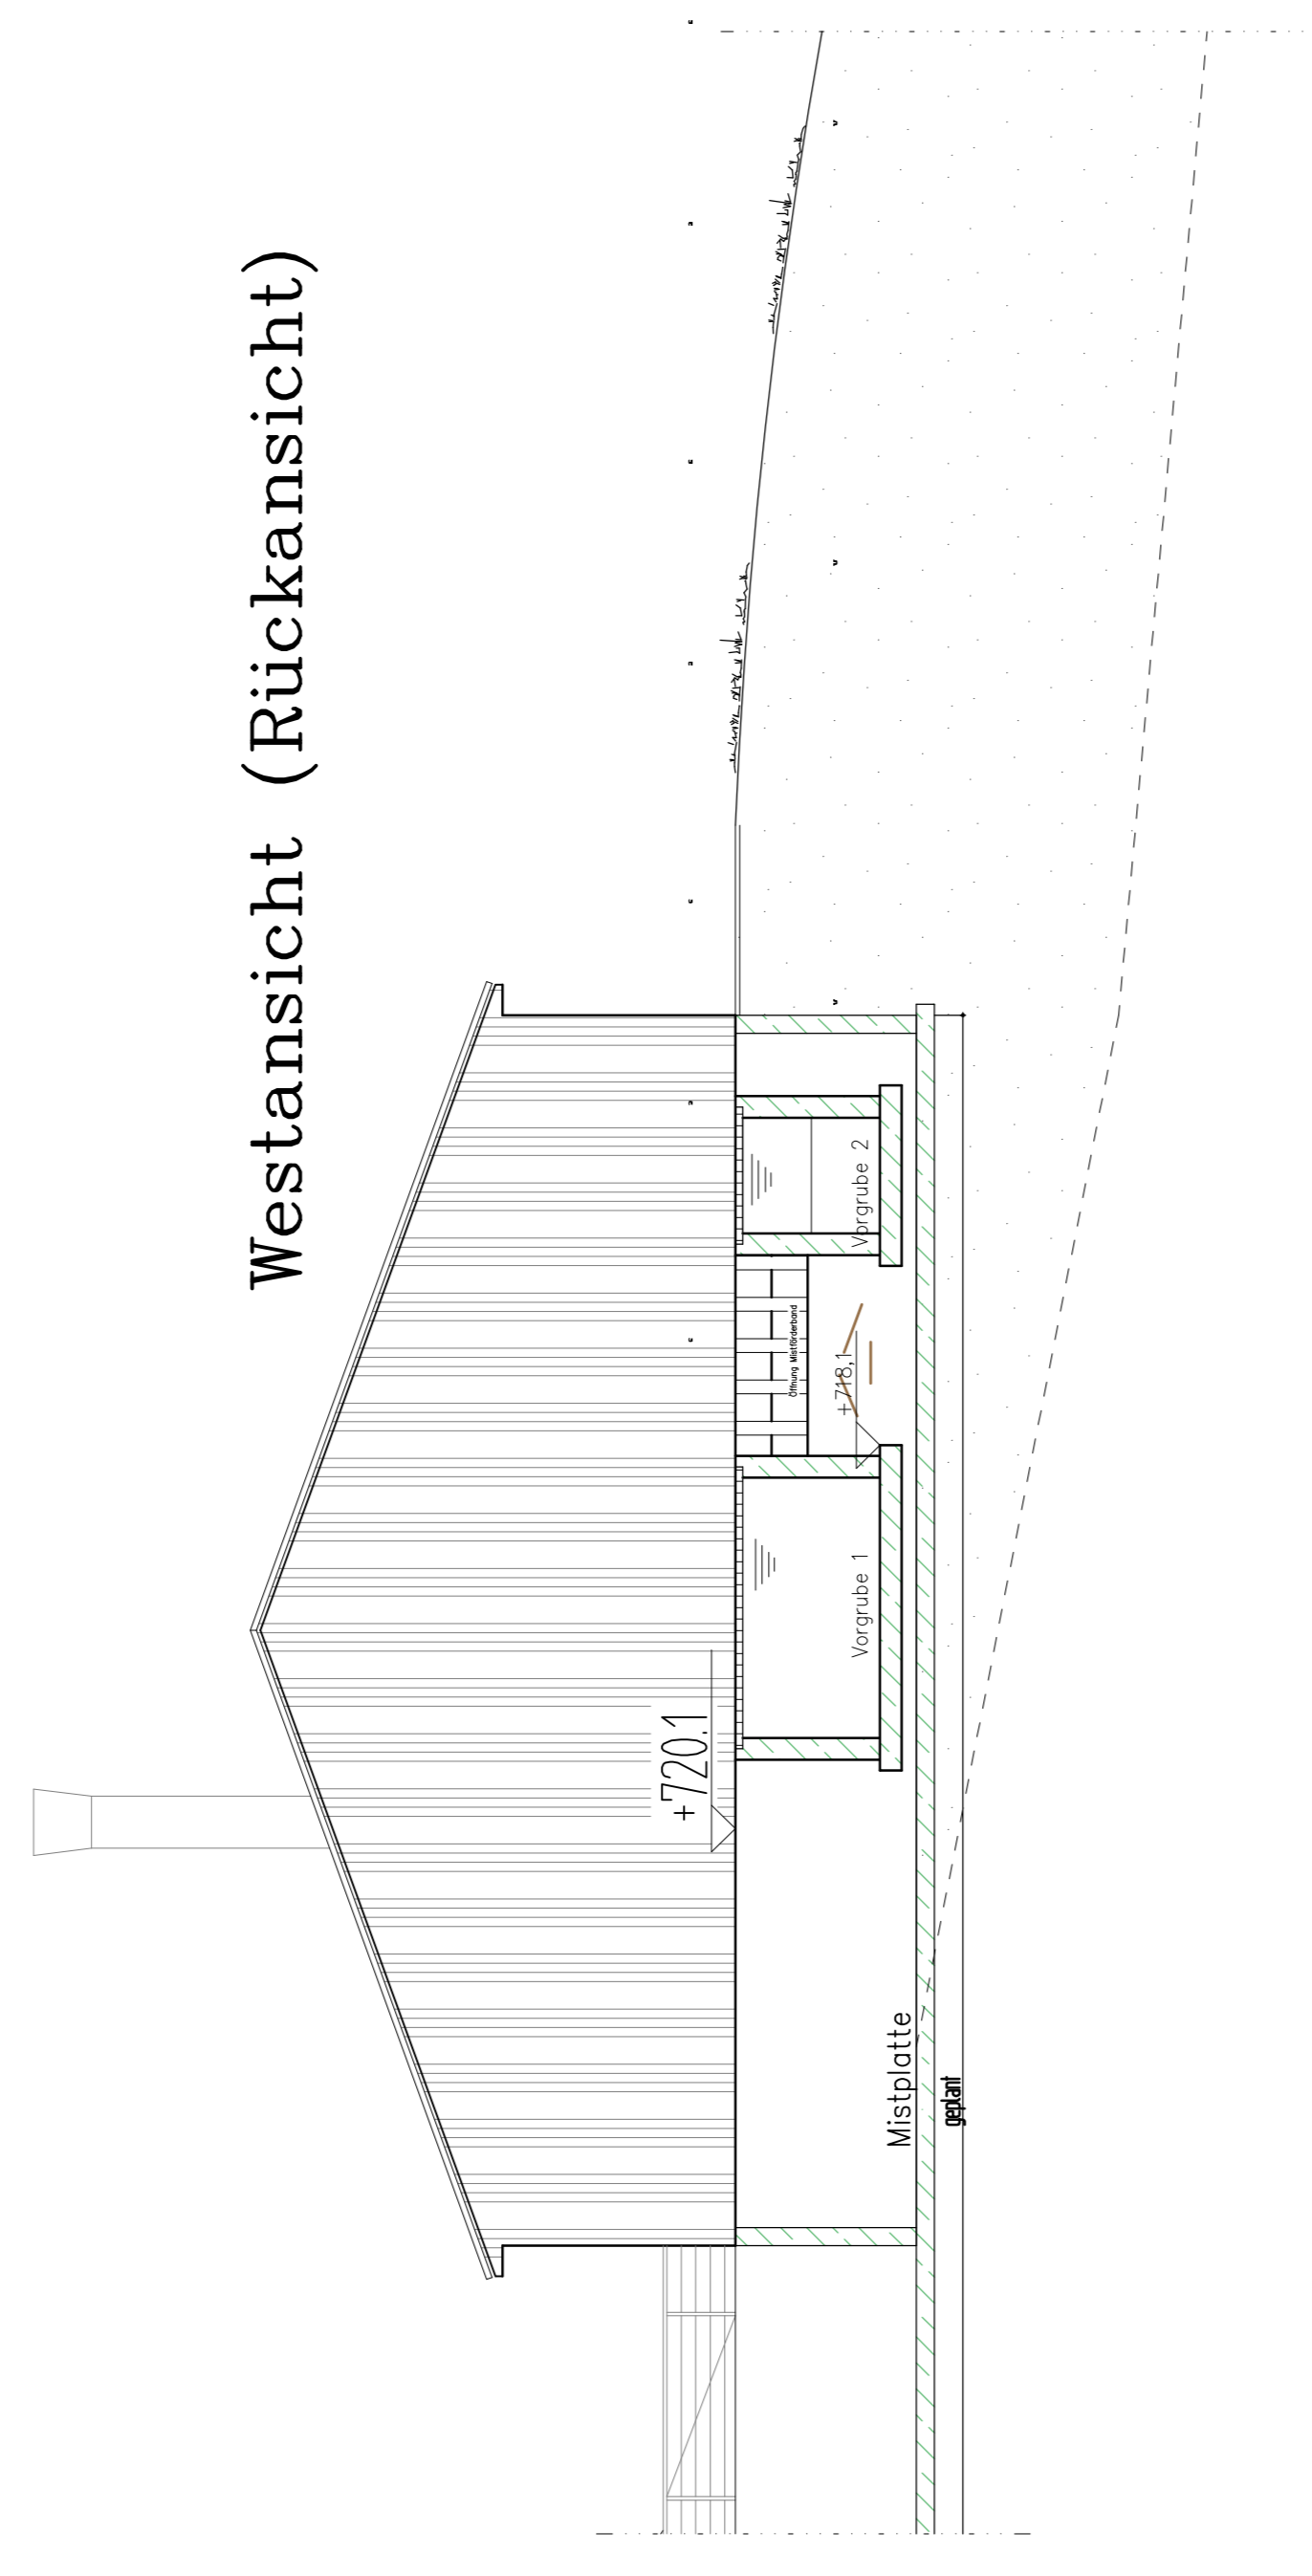 Westansicht (Rückansicht)
+720.1
Vorgrube 1
+718,1
Öffnung Mistförderband
Vorgrube 2
Mistplatte
geplant